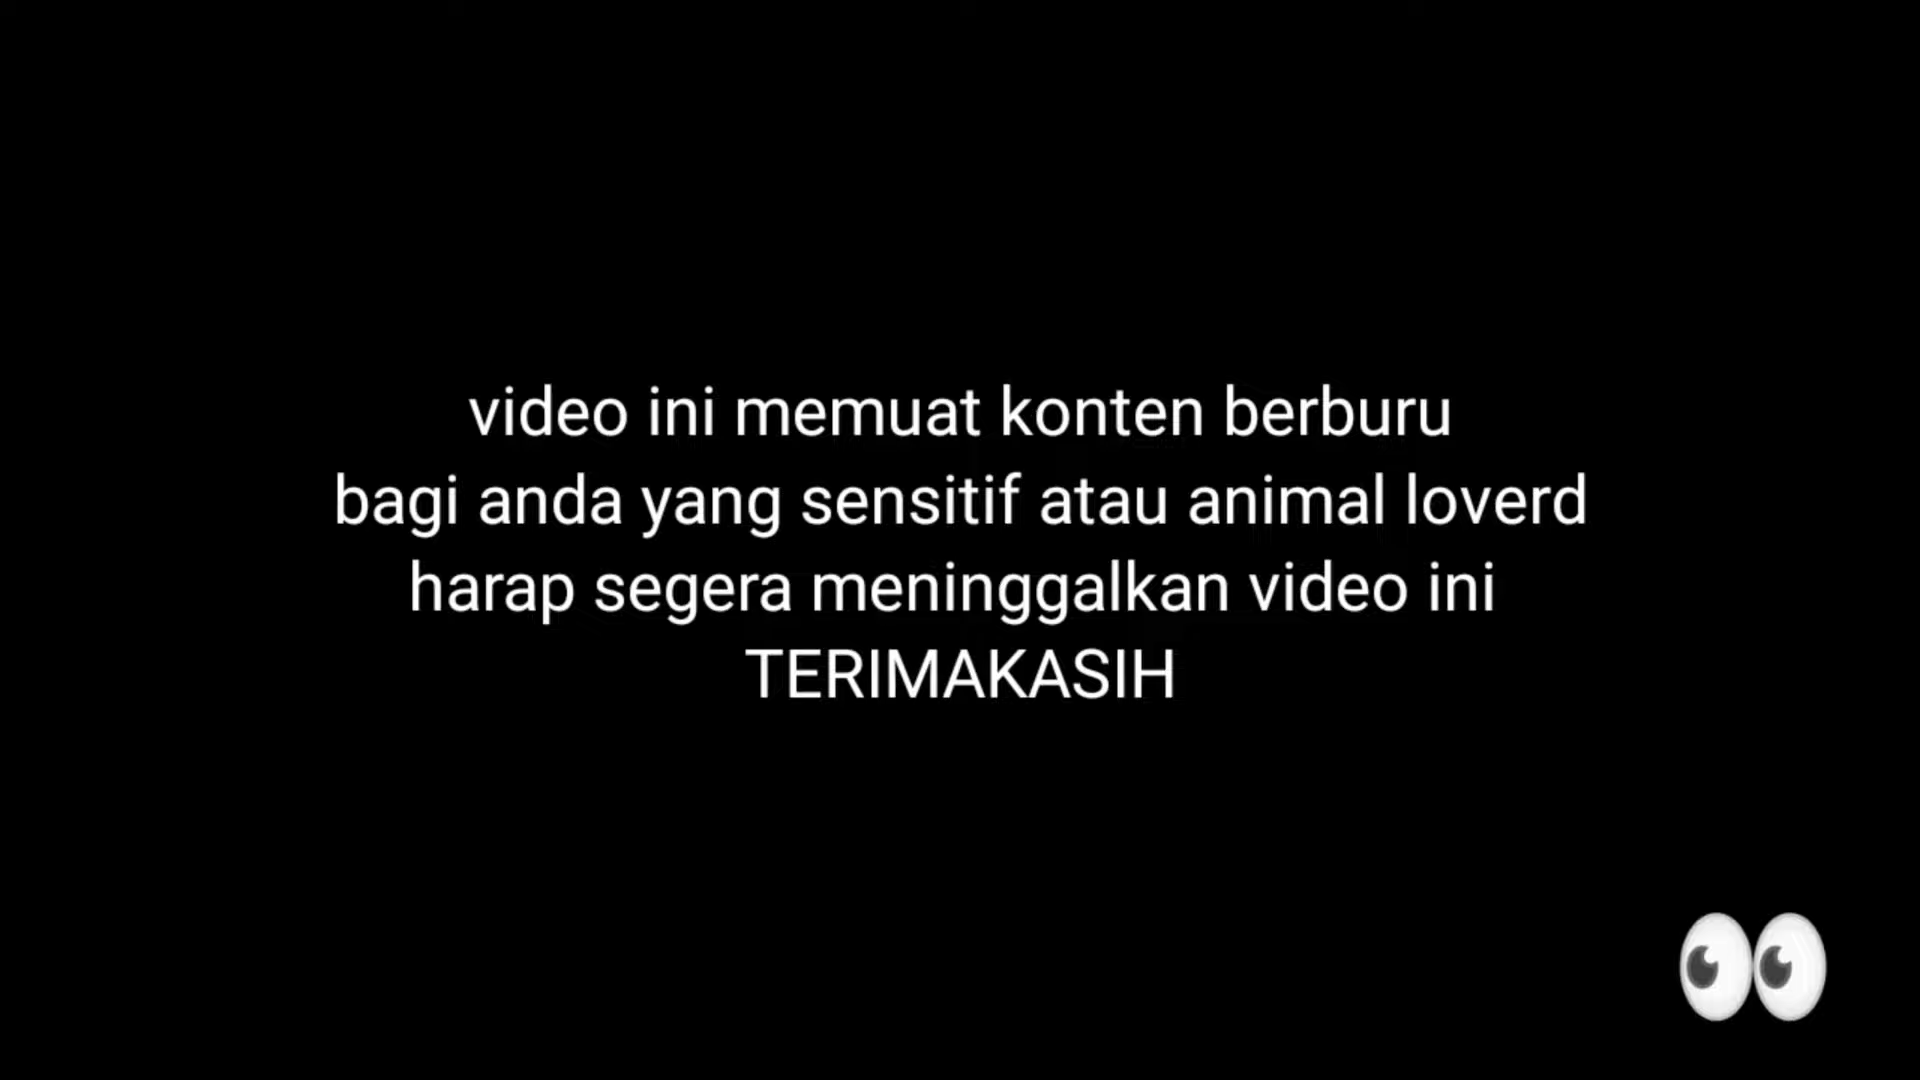 video ini memuat konten berburu
bagi anda yang sensitif atau animal loverd
harap segera meninggalkan video ini
TERIMAKASIH